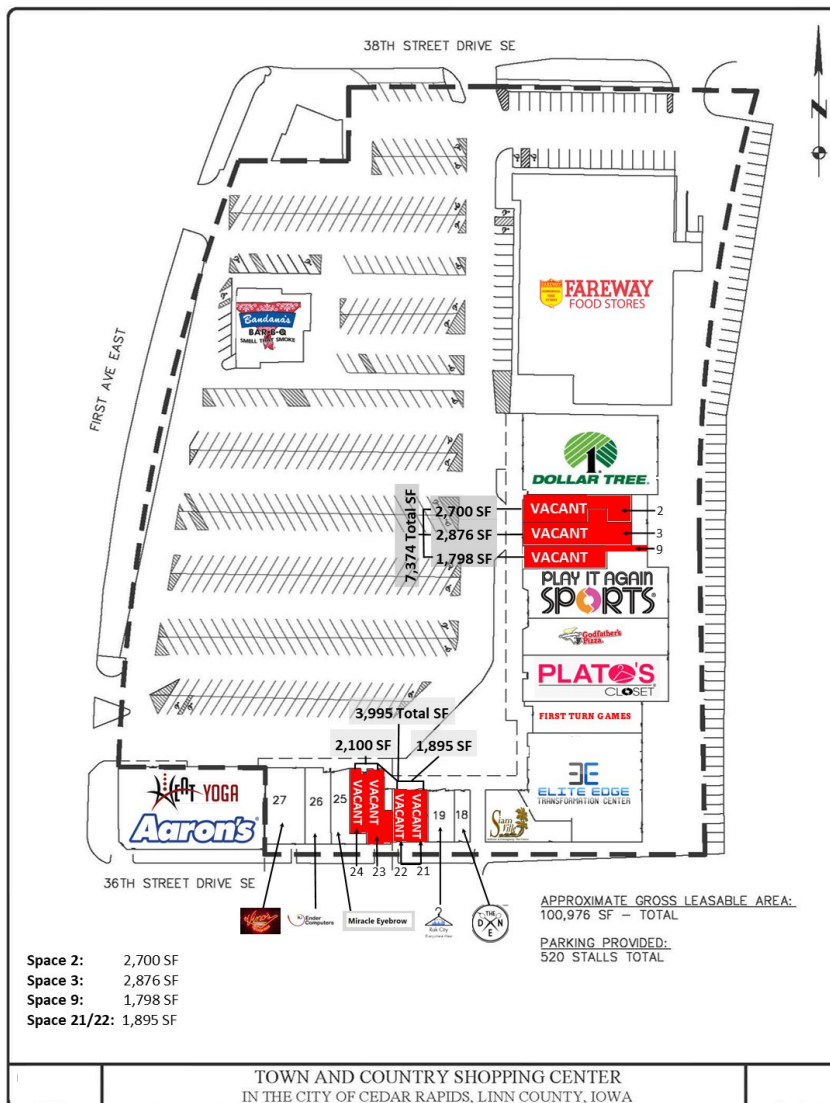 38TH STREET DRIVE SE
N
FAREWAY
FOOD STORES
Bandana's
BAR-B-Q
SMELL THAT SMOKE
FIRST AVE EAST
1
DOLLAR TREE.
7,374 Total SF
2,700 SF
VACANT
2
2,876 SF
VACANT
3
1,798 SF
VACANT
9
PLAY IT AGAIN
SPORTS
Godfather's
Pizza.
PLATO'S
CLOSET
FIRST TURN GAMES
3,995 Total SF
2,100 SF
1,895 SF
ELITE EDGE
TRANSFORMATION CENTER
HEAT YOGA
Aaron's
27
26
25
VACANT
VACANT
VACANT
VACANT
19
18
Siam
24
23
22
21
36TH STREET DRIVE SE
Ender
Computers
Miracle Eyebrow
THE
D N
E
APPROXIMATE GROSS LEASABLE AREA:
100,976 SF – TOTAL
PARKING PROVIDED:
520 STALLS TOTAL
Space 2: 2,700 SF
Space 3: 2,876 SF
Space 9: 1,798 SF
Space 21/22: 1,895 SF
TOWN AND COUNTRY SHOPPING CENTER
IN THE CITY OF CEDAR RAPIDS, LINN COUNTY, IOWA